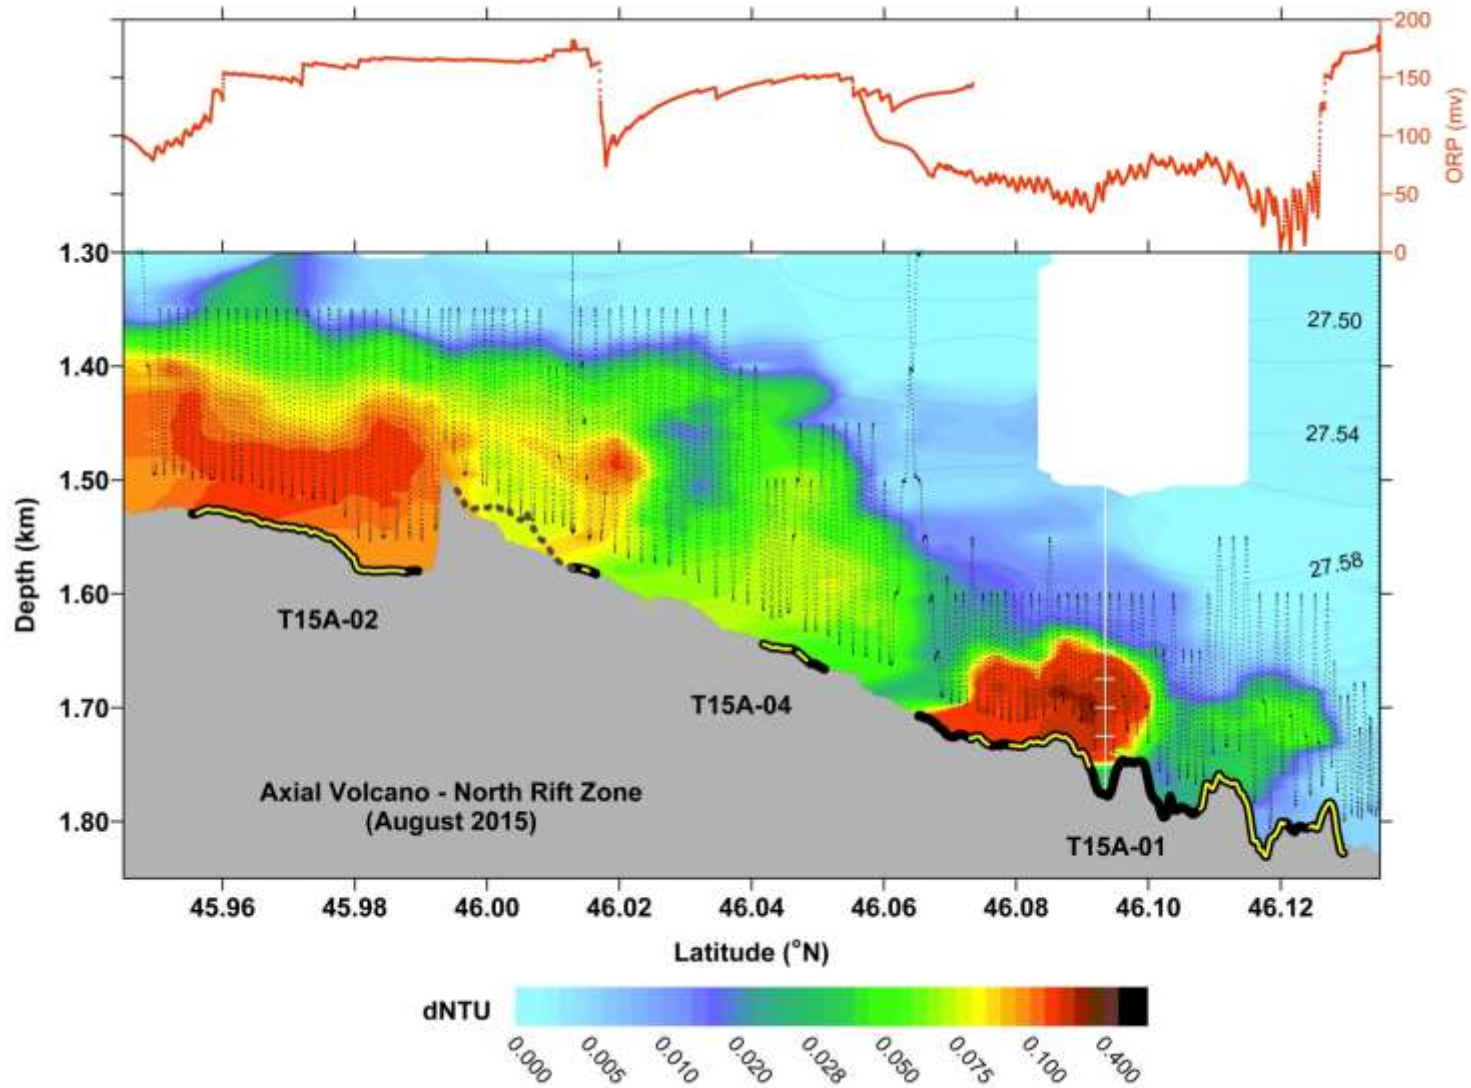 200
150
100
50
0
ORP (mv)
1.30
1.40
1.50
1.60
1.70
1.80
Depth (km)
27.50
27.54
27.58
T15A-02
T15A-04
T15A-01
Axial Volcano - North Rift Zone
(August 2015)
45.96 45.98 46.00 46.02 46.04 46.06 46.08 46.10 46.12
Latitude (°N)
dNTU
0.000 0.005 0.010 0.020 0.028 0.050 0.075 0.100 0.400